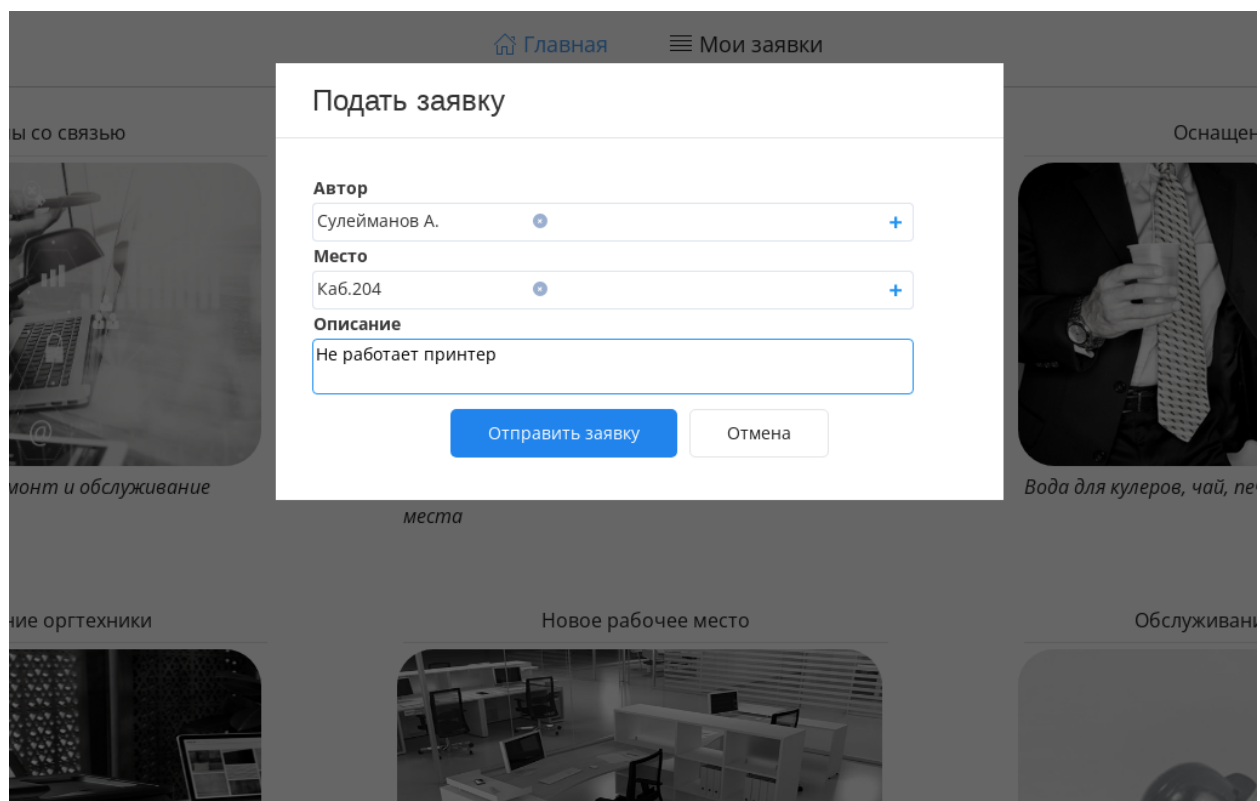 Главная
Мои заявки
Подать заявку
ы со связью
Оснащен
Автор
Сулейманов А.
Место
Каб.204
Описание
Не работает принтер
Отправить заявку
Отмена
монт и обслуживание
места
Вода для кулеров, чай, пе
ние оргтехники
Новое рабочее место
Обслуживани